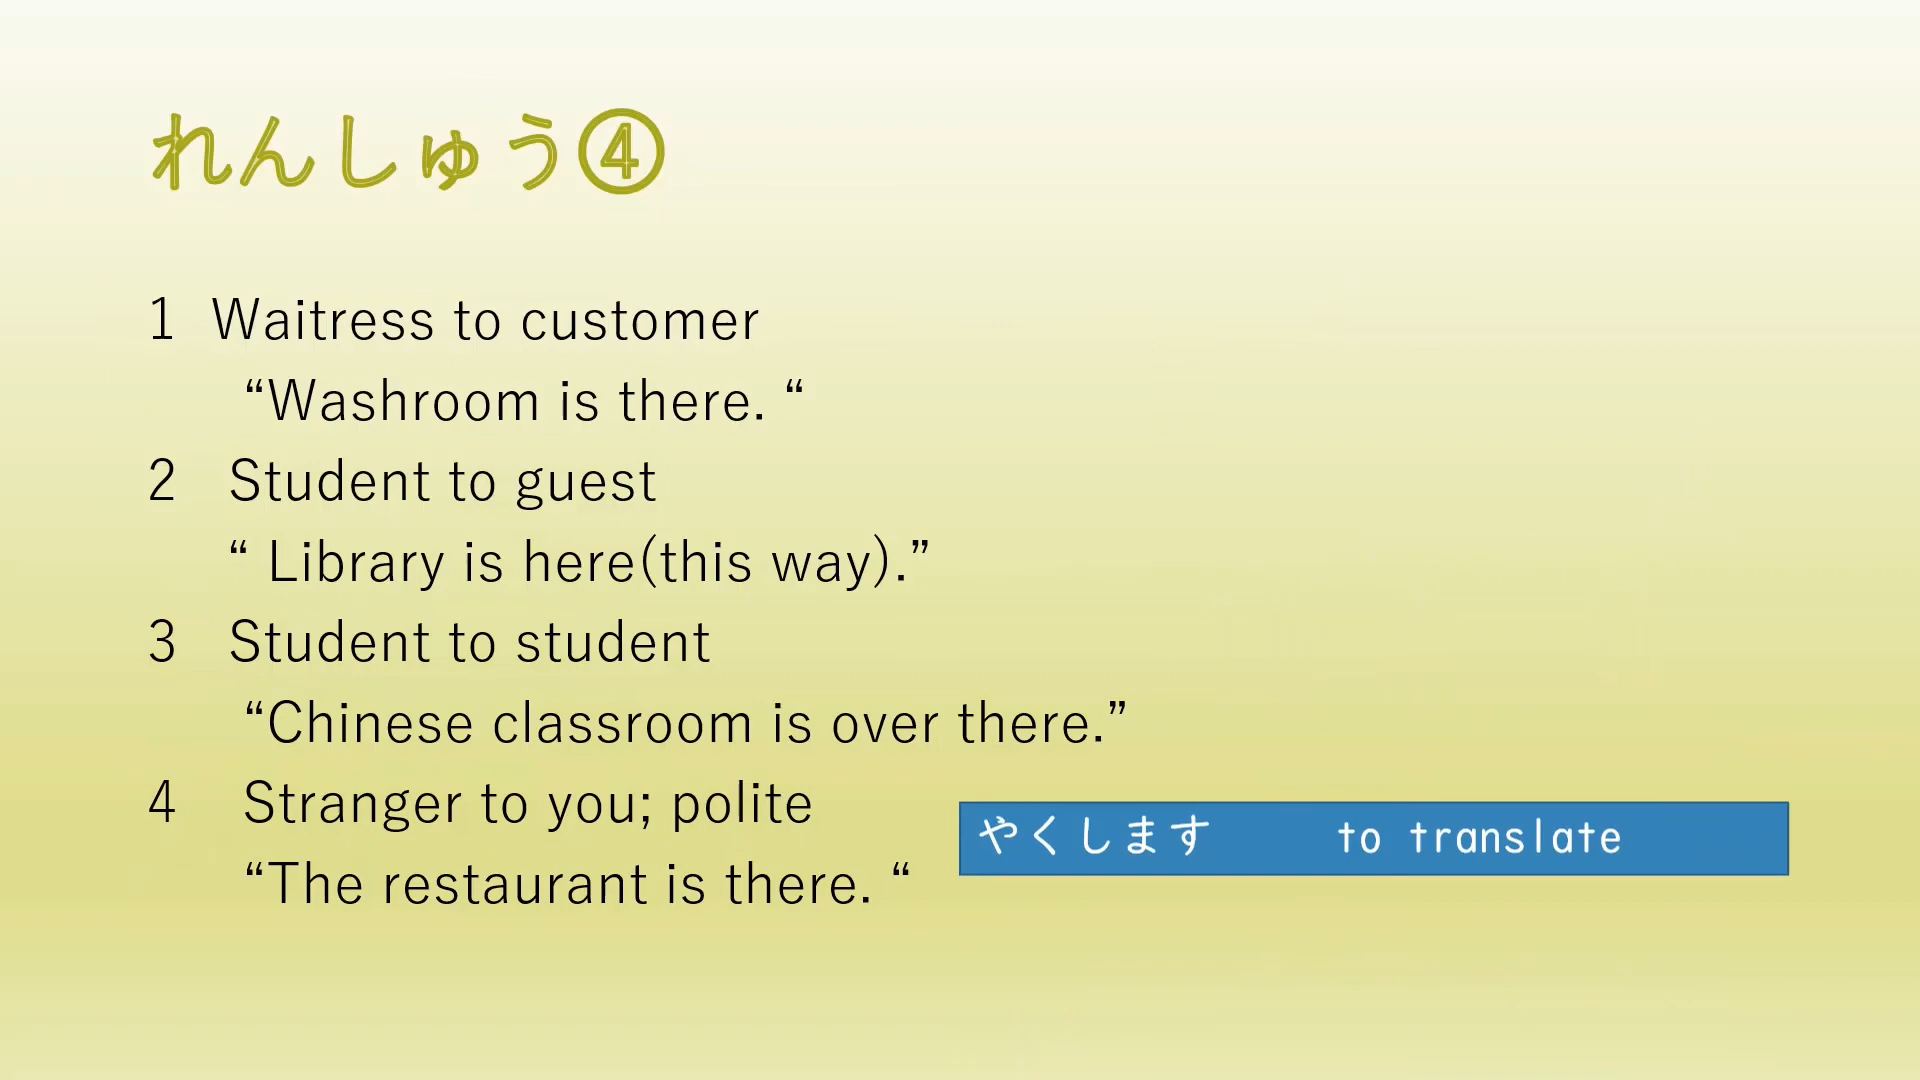 れんしゅう④
1 Waitress to customer
“Washroom is there. “
2 Student to guest
“ Library is here(this way).”
3 Student to student
“Chinese classroom is over there.”
4 Stranger to you; polite
“The restaurant is there. “
やくします to translate